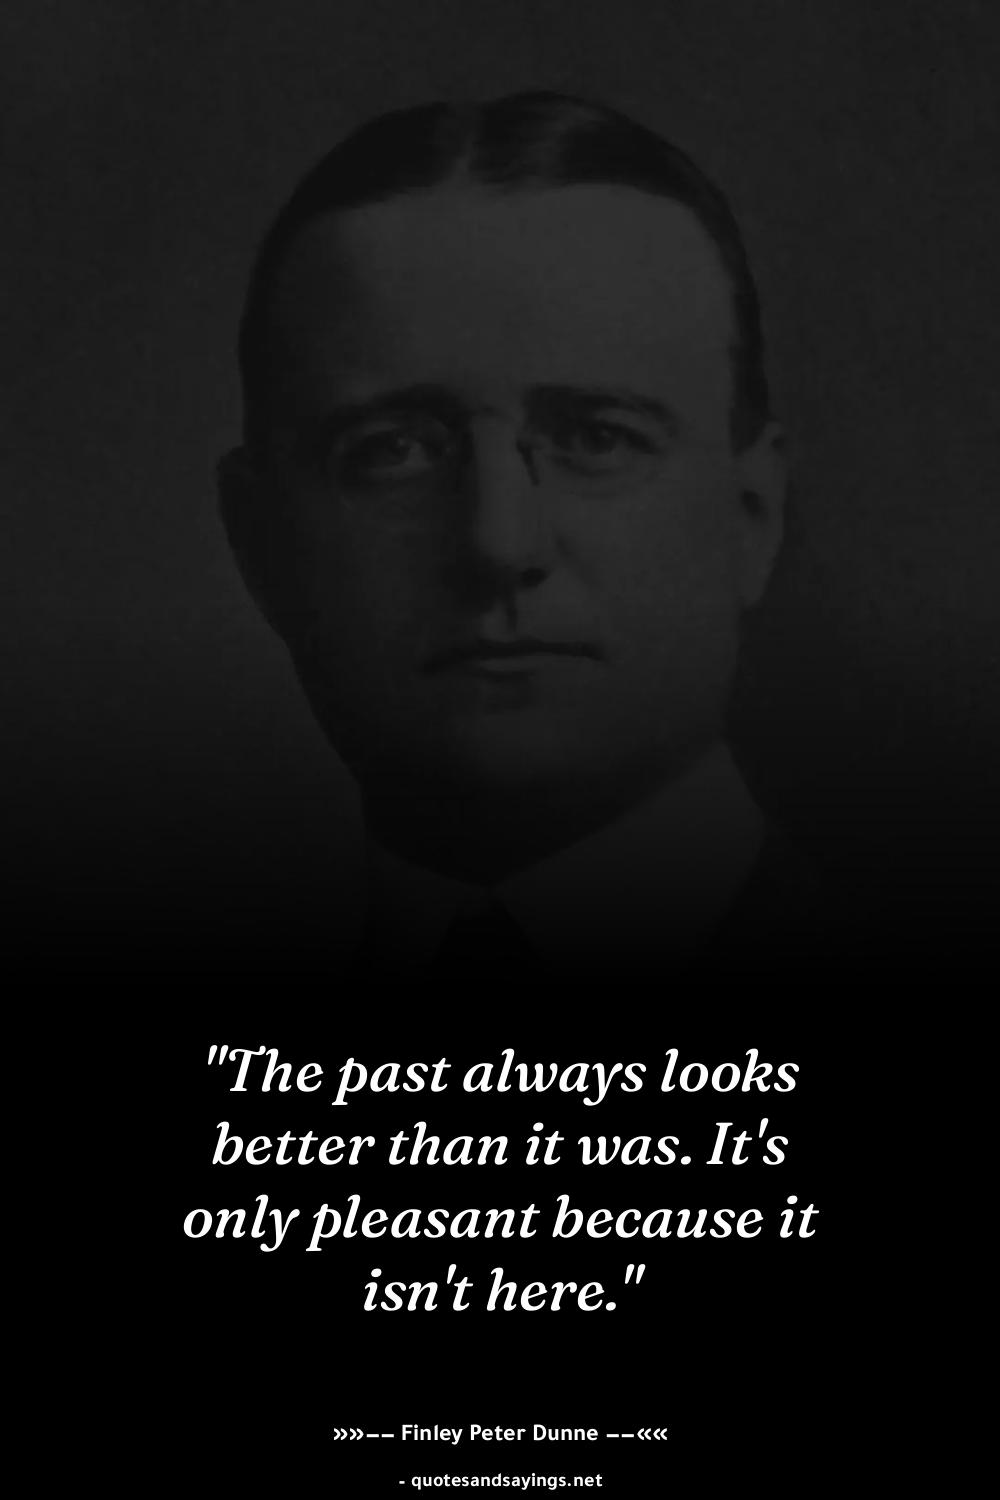 "The past always looks
better than it was. It's
only pleasant because it
isn't here."
»»−− Finley Peter Dunne −−««
- quotesandsayings.net